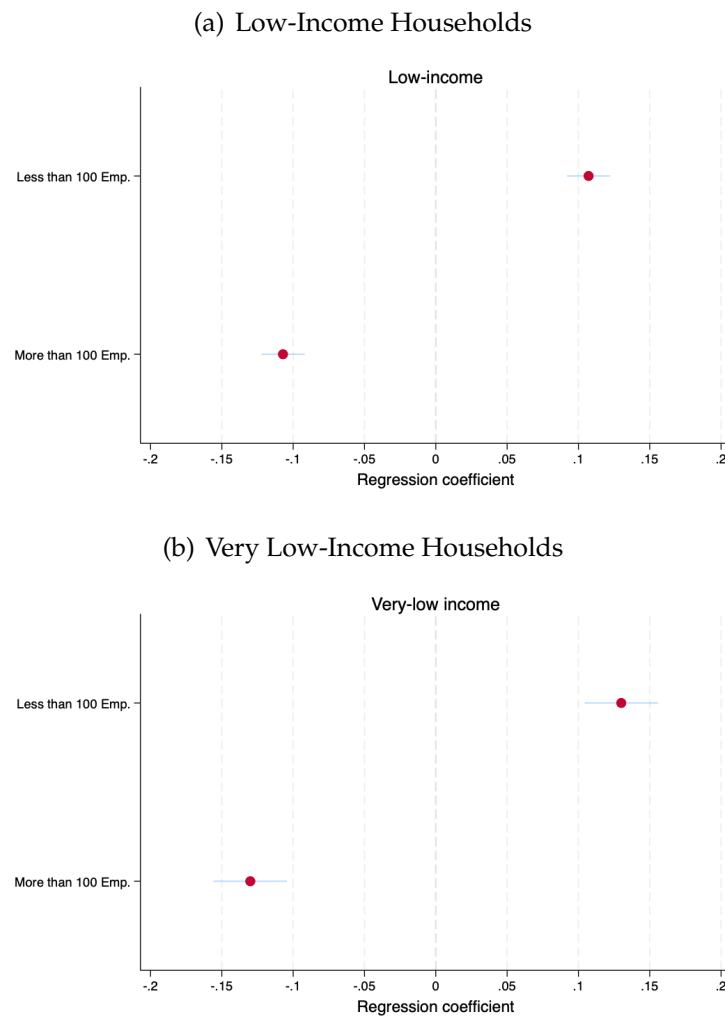 (a) Low-Income Households
Low-income
Less than 100 Emp.
More than 100 Emp.
-.2 -.15 -.1 -.05 0 .05 .1 .15 .2
Regression coefficient
(b) Very Low-Income Households
Very-low income
Less than 100 Emp.
More than 100 Emp.
-.2 -.15 -.1 -.05 0 .05 .1 .15 .2
Regression coefficient